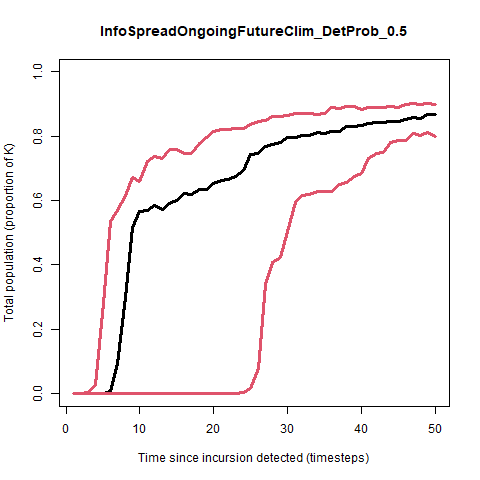 InfoSpreadOngoingFutureClim_DetProb_0.5
Total population (proportion of K)
1.0
0.8
0.6
0.4
0.2
0.0
0 10 20 30 40 50
Time since incursion detected (timesteps)